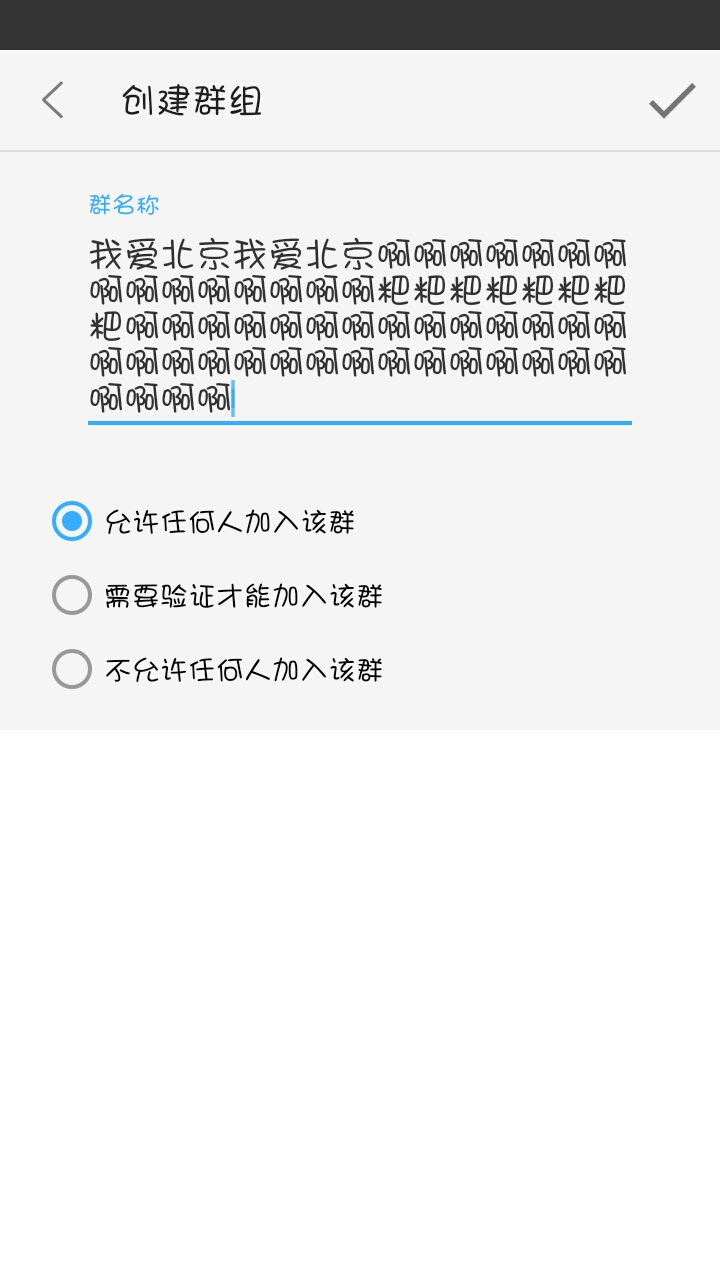 创建群组
群名称
我爱北京我爱北京啊啊啊啊啊啊啊
啊啊啊啊啊啊啊啊粑粑粑粑粑粑粑
粑啊啊啊啊啊啊啊啊啊啊啊啊啊啊
啊啊啊啊啊啊啊啊啊啊啊啊啊啊啊
啊啊啊啊
允许任何人加入该群
需要验证才能加入该群
不允许任何人加入该群